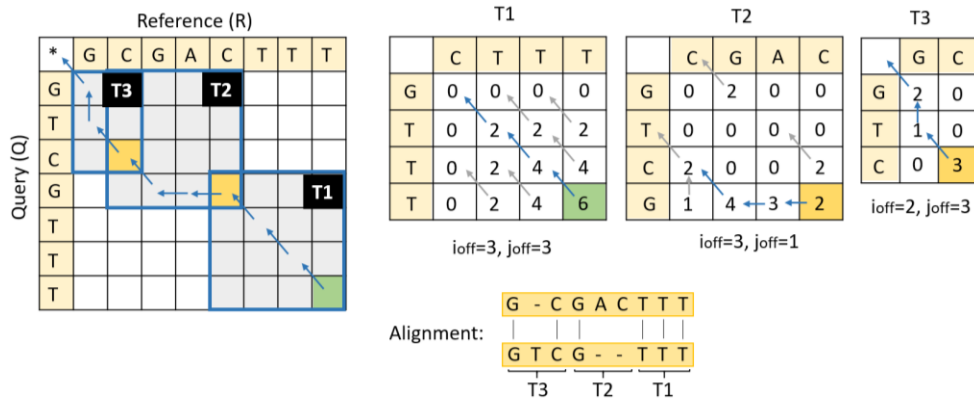 Reference (R)
* G C G A C T T T
G T3 T2
T
C
G T1
T
T
T
Query (Q)
T1
C T T T
G 0 0 0 0
T 0 2 2 2
T 0 2 4 4
T 0 2 4 6
ioff=3, joff=3
T2
C G A C
G 0 2 0 0
T 0 0 0 0
C 2 0 0 2
G 1 4 3 2
ioff=3, joff=1
T3
G C
G 2 0
T 1 0
C 0 3
ioff=2, joff=3
Alignment:
G - C G A C T T T
G T C G - - T T T
T3 T2 T1